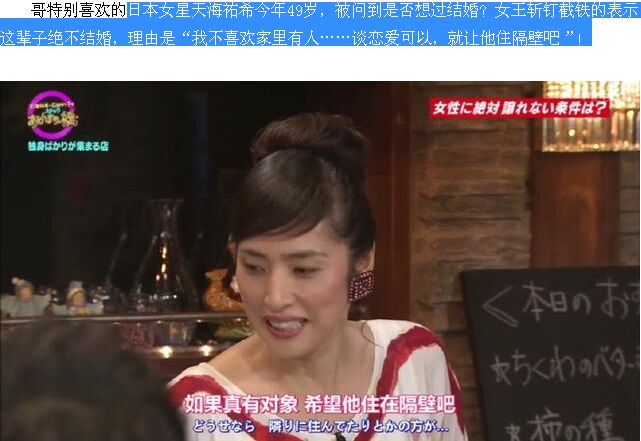 哥特别喜欢的日本女星天海祐希今年49岁，被问到是否想过结婚？女王斩钉截铁的表示
这辈子绝不结婚，理由是“我不喜欢家里有人……谈恋爱可以，就让他住隔壁吧 ”！
女性に絶対 譲れない条件は？
独身ばかりが集まる店
＜本日のお
☆ちくわのバター
☆柿の種
如果真有对象 希望他住在隔壁吧
どうせなら 隣りに住んでたりとかの方が…